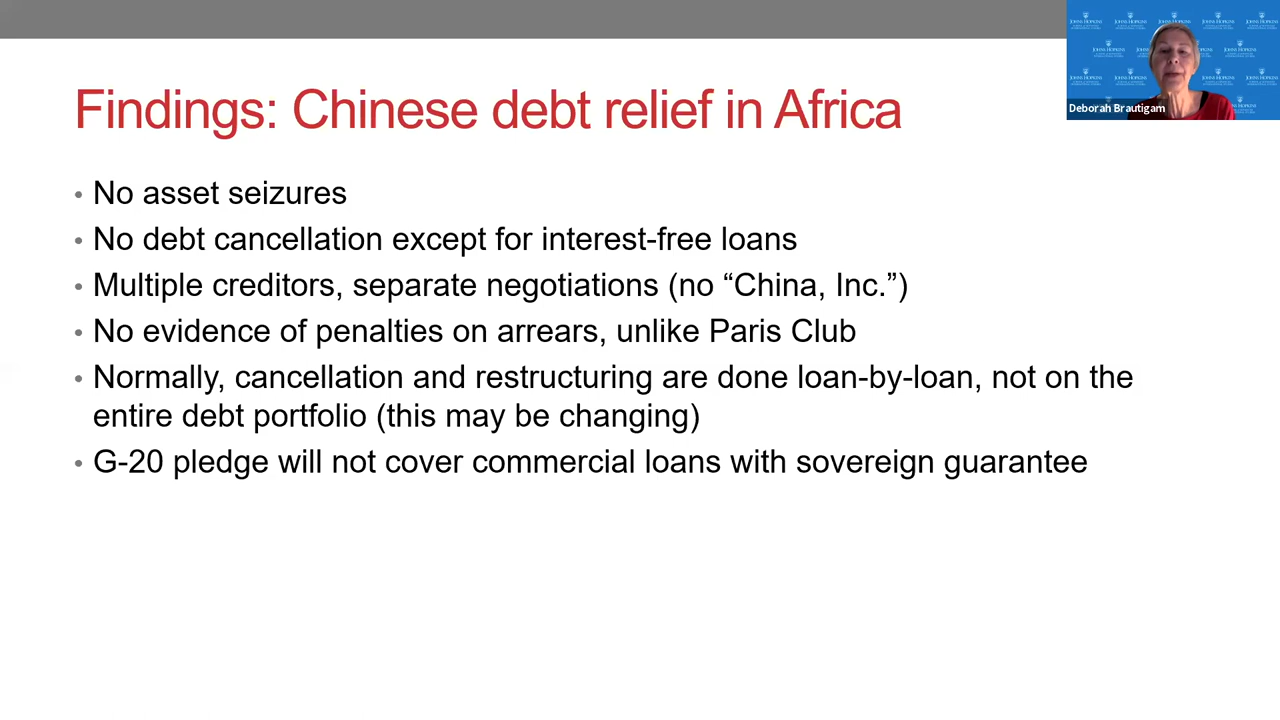 Findings: Chinese debt relief in Africa
• No asset seizures
• No debt cancellation except for interest-free loans
• Multiple creditors, separate negotiations (no “China, Inc.”)
• No evidence of penalties on arrears, unlike Paris Club
• Normally, cancellation and restructuring are done loan-by-loan, not on the
entire debt portfolio (this may be changing)
• G-20 pledge will not cover commercial loans with sovereign guarantee
JOHNS HOPKINS
Deborah Brautigam